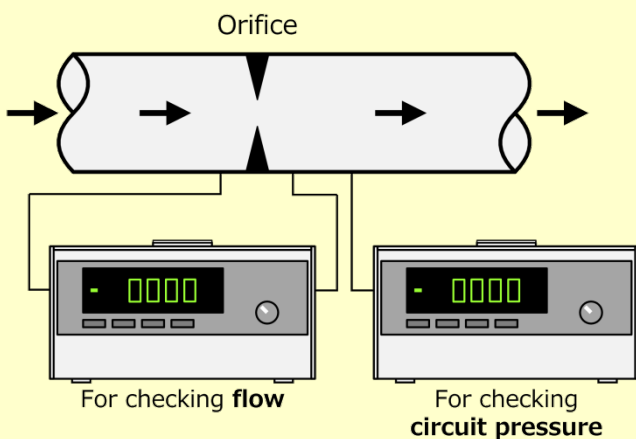 Orifice
- 0000
- 0000
For checking flow
For checking
circuit pressure